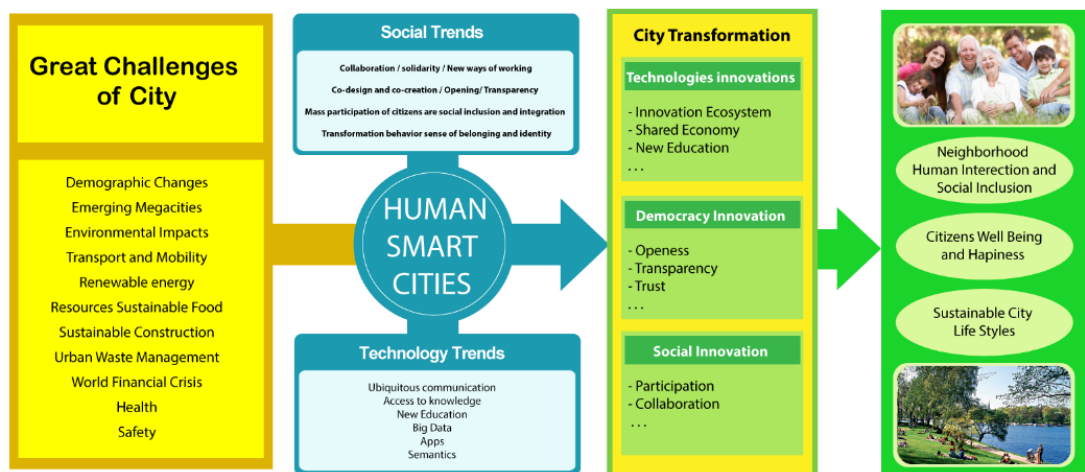 Great Challenges
of City
Demographic Changes
Emerging Megacities
Environmental Impacts
Transport and Mobility
Renewable energy
Resources Sustainable Food
Sustainable Construction
Urban Waste Management
World Financial Crisis
Health
Safety
Social Trends
Collaboration / solidarity / New ways of working
Co-design and co-creation / Opening/ Transparency
Mass participation of citizens are social inclusion and integration
Transformation behavior sense of belonging and identity
HUMAN
SMART
CITIES
Technology Trends
Ubiquitous communication
Access to knowledge
New Education
Big Data
Apps
Semantics
City Transformation
Technologies innovations
- Innovation Ecosystem
- Shared Economy
- New Education
...
Democracy Innovation
- Openess
- Transparency
- Trust
...
Social Innovation
- Participation
- Collaboration
...
Neighborhood
Human Interection and
Social Inclusion
Citizens Well Being
and Hapiness
Sustainable City
Life Styles